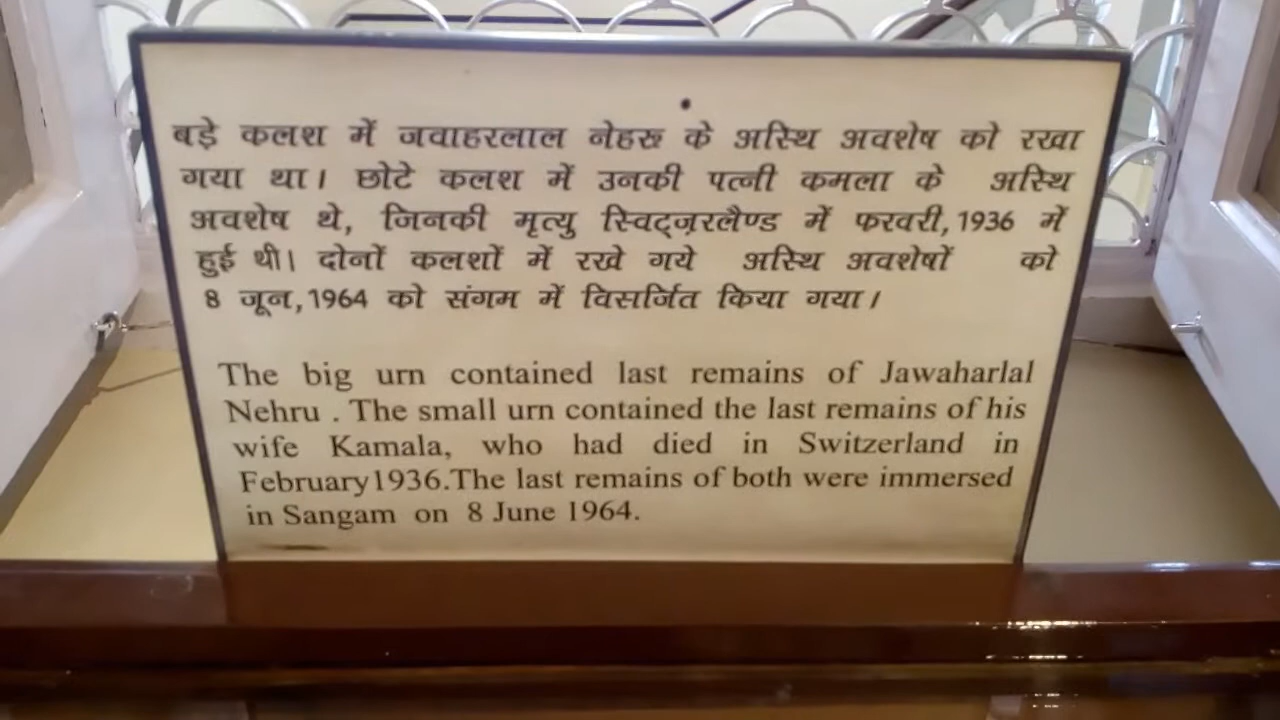 बड़े कलश में जवाहरलाल नेहरू के अस्थि अवशेष को रखा
गया था। छोटे कलश में उनकी पत्नी कमला के अस्थि
अवशेष थे, जिनकी मृत्यु स्विट्ज़रलैण्ड में फरवरी, 1936 में
हुई थी। दोनों कलशों में रखे गये अस्थि अवशेषों को
8 जून, 1964 को संगम में विसर्जित किया गया।
The big urn contained last remains of Jawaharlal
Nehru . The small urn contained the last remains of his
wife Kamala, who had died in Switzerland in
February1936.The last remains of both were immersed
in Sangam on 8 June 1964.